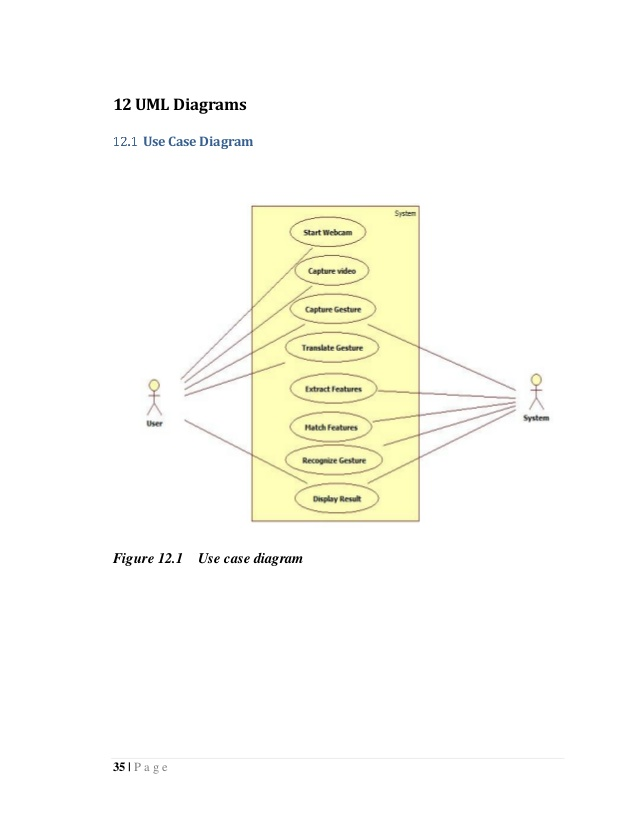 12 UML Diagrams
12.1 Use Case Diagram
System
Start Webcam
Capture video
Capture Gesture
Translate Gesture
Extract Features
Match Features
Recognize Gesture
Display Result
User
System
Figure 12.1 Use case diagram
35 | Page